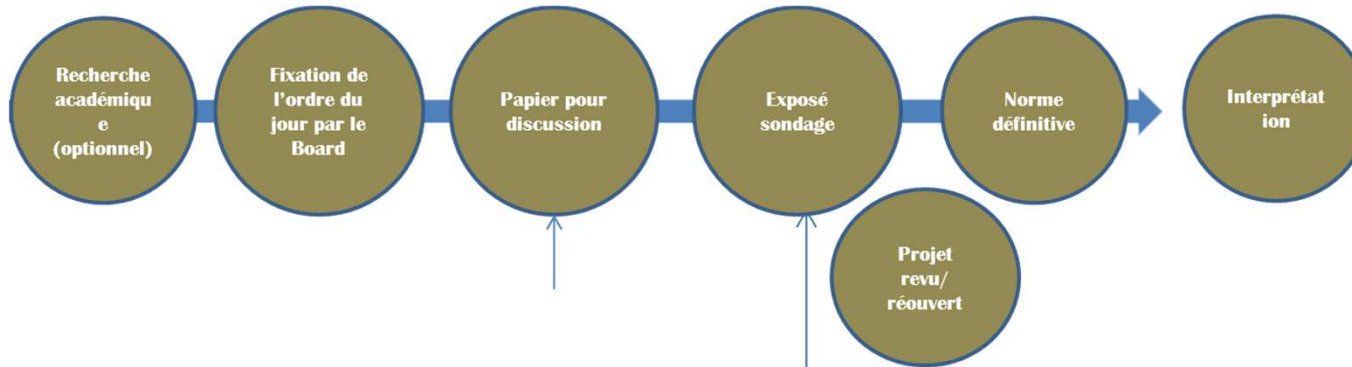 Recherche
académiqu
e
(optionnel)
Fixation de
l'ordre du
jour par le
Board
Papier pour
discussion
Exposé
sondage
Norme
définitive
Interprétat
ion
Projet
revu/
réouvert